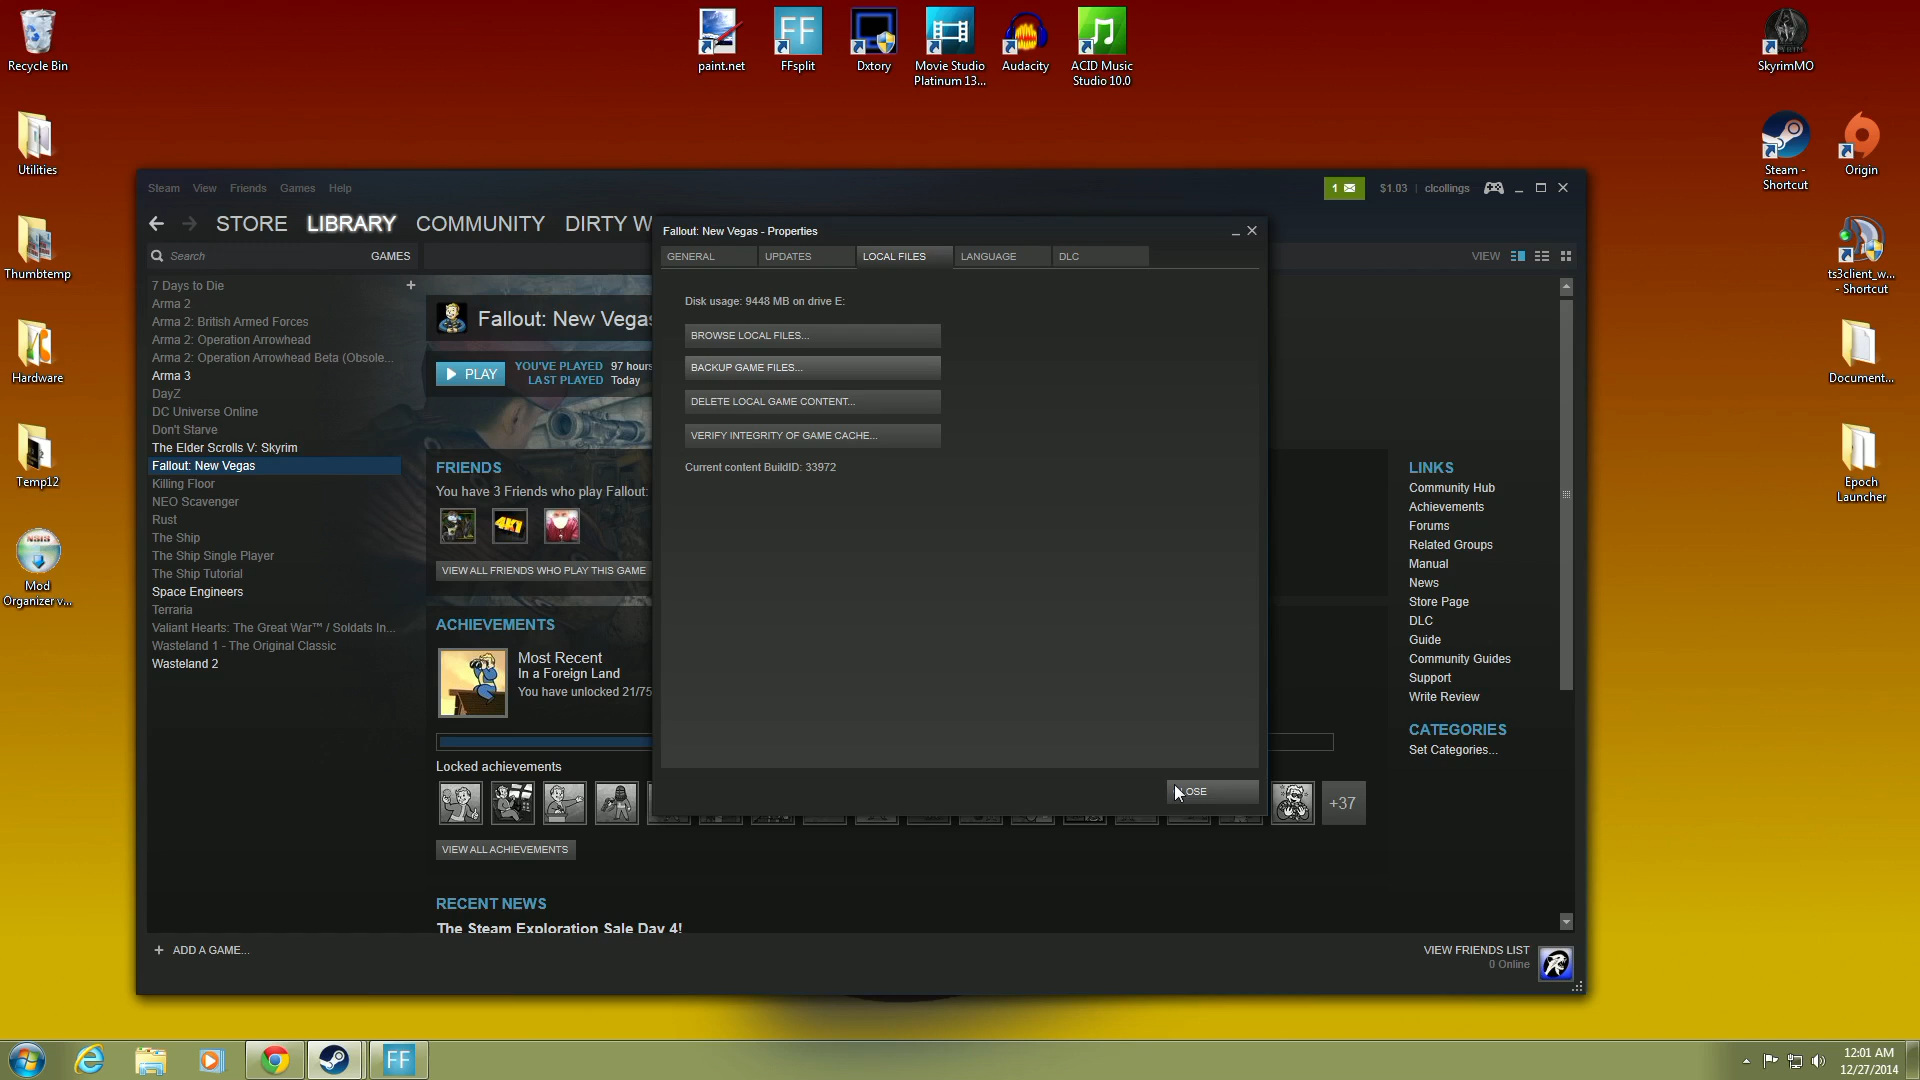 Recycle Bin
Utilities
Thumbtemp
Hardware
Temp12
NSIS
Mod
Organizer v...
paint.net
FF
FFsplit
Dxtory
Movie Studio
Platinum 13...
Audacity
ACID Music
Studio 10.0
SkyrimMO
Steam -
Shortcut
Origin
ts3client_w...
- Shortcut
Document...
Epoch
Launcher
Steam View Friends Games Help
1 $1.03 | clcollings
STORE LIBRARY COMMUNITY DIRTY W
Search GAMES
VIEW
7 Days to Die +
Arma 2
Arma 2: British Armed Forces
Arma 2: Operation Arrowhead
Arma 2: Operation Arrowhead Beta (Obsole...
Arma 3
DayZ
DC Universe Online
Don't Starve
The Elder Scrolls V: Skyrim
Fallout: New Vegas
Killing Floor
NEO Scavenger
Rust
The Ship
The Ship Single Player
The Ship Tutorial
Space Engineers
Terraria
Valiant Hearts: The Great War™ / Soldats In...
Wasteland 1 - The Original Classic
Wasteland 2
Fallout: New Vegas
PLAY
YOU'VE PLAYED 97 hours
LAST PLAYED Today
FRIENDS
You have 3 Friends who play Fallout:
4K1
VIEW ALL FRIENDS WHO PLAY THIS GAME
ACHIEVEMENTS
Most Recent
In a Foreign Land
You have unlocked 21/75
Locked achievements
+37
VIEW ALL ACHIEVEMENTS
RECENT NEWS
The Steam Exploration Sale Day 4!
Fallout: New Vegas - Properties
GENERAL UPDATES LOCAL FILES LANGUAGE DLC
Disk usage: 9448 MB on drive E:
BROWSE LOCAL FILES...
BACKUP GAME FILES...
DELETE LOCAL GAME CONTENT...
VERIFY INTEGRITY OF GAME CACHE...
Current content BuildID: 33972
LOSE
LINKS
Community Hub
Achievements
Forums
Related Groups
Manual
News
Store Page
DLC
Guide
Community Guides
Support
Write Review
CATEGORIES
Set Categories...
+ ADD A GAME...
VIEW FRIENDS LIST
0 Online
FF
12:01 AM
12/27/2014